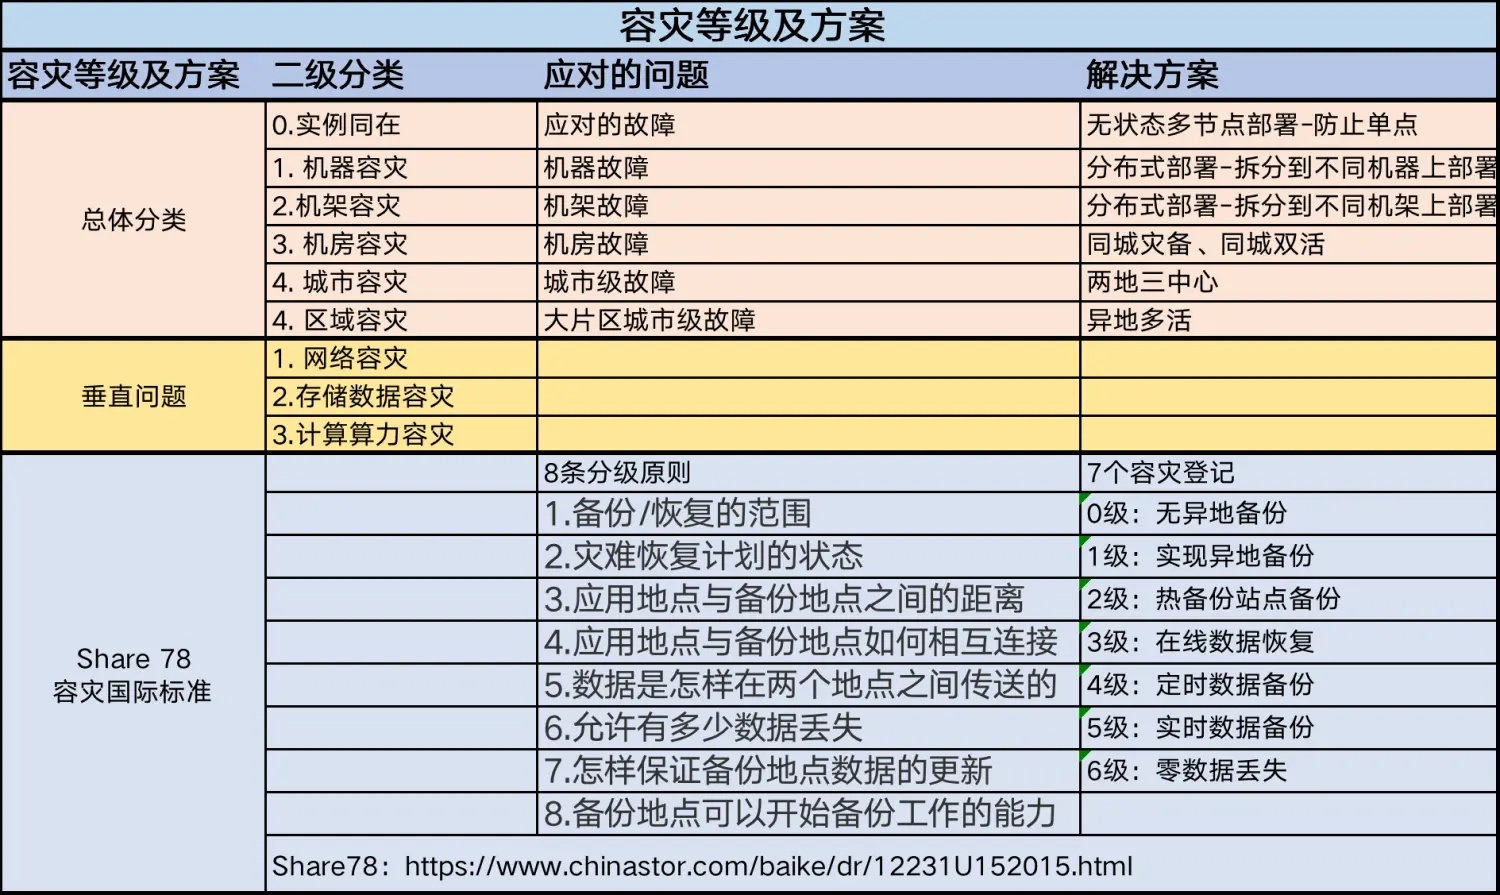 容灾等级及方案
容灾等级及方案 二级分类 应对的问题 解决方案
总体分类
0.实例同在 应对的故障 无状态多节点部署-防止单点
1. 机器容灾 机器故障 分布式部署-拆分到不同机器上部署
2.机架容灾 机架故障 分布式部署-拆分到不同机架上部署
3. 机房容灾 机房故障 同城灾备、同城双活
4. 城市容灾 城市级故障 两地三中心
4. 区域容灾 大片区城市级故障 异地多活
垂直问题
1. 网络容灾
2.存储数据容灾
3.计算算力容灾
Share 78
容灾国际标准
8条分级原则 7个容灾登记
1.备份/恢复的范围 0级：无异地备份
2.灾难恢复计划的状态 1级：实现异地备份
3.应用地点与备份地点之间的距离 2级：热备份站点备份
4.应用地点与备份地点如何相互连接 3级：在线数据恢复
5.数据是怎样在两个地点之间传送的 4级：定时数据备份
6.允许有多少数据丢失 5级：实时数据备份
7.怎样保证备份地点数据的更新 6级：零数据丢失
8.备份地点可以开始备份工作的能力
Share78：https://www.chinastor.com/baike/dr/12231U152015.html